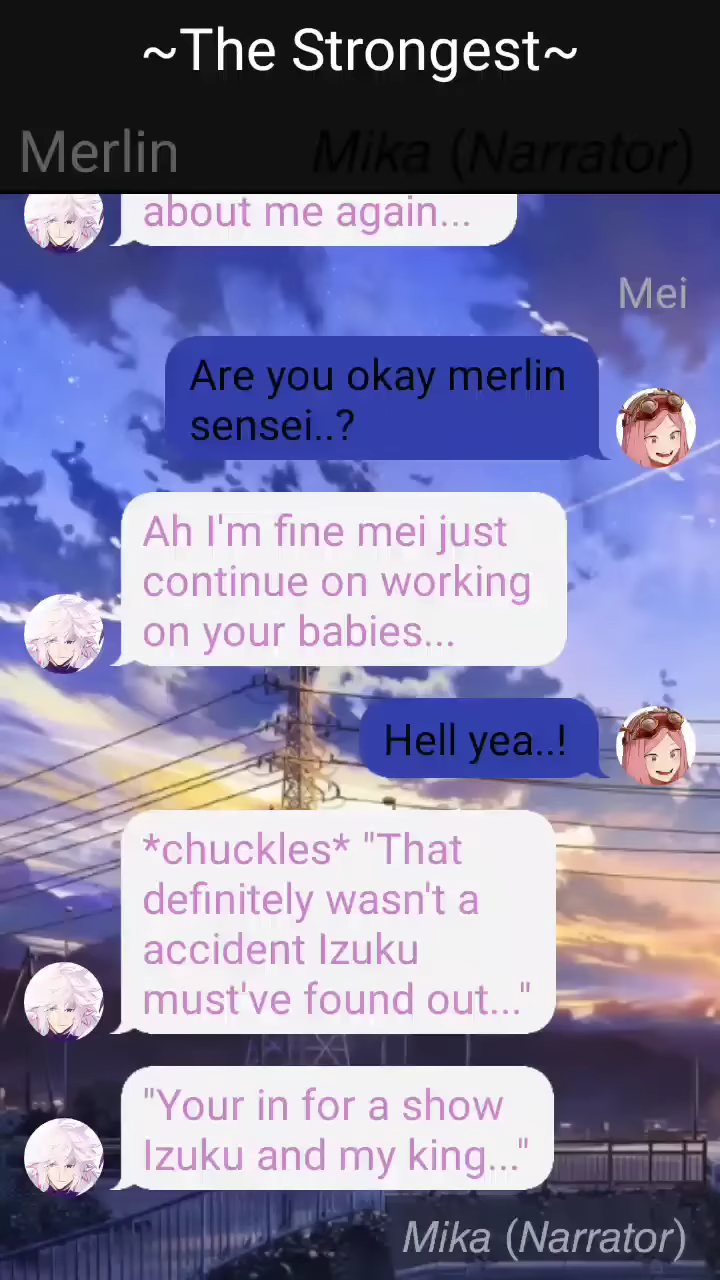 ~The Strongest~
Merlin
Mika (Narrator)
about me again...
Mei
Are you okay merlin
sensei..?
Ah I'm fine mei just
continue on working
on your babies...
Hell yea..!
*chuckles* "That
definitely wasn't a
accident Izuku
must've found out..."
"Your in for a show
Izuku and my king..."
Mika (Narrator)